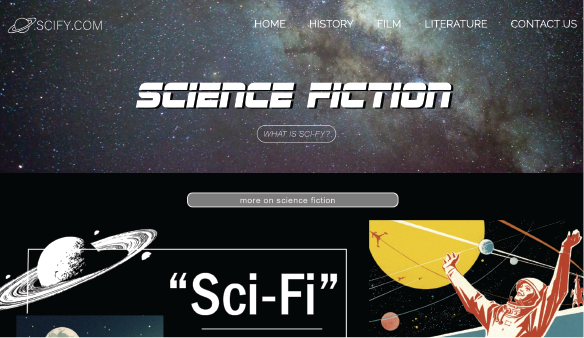 SCIFY.COM
HOME HISTORY FILM LITERATURE CONTACT US
SCIENCE FICTION
WHAT IS SCI-FY?
more on science fiction
“Sci-Fi”